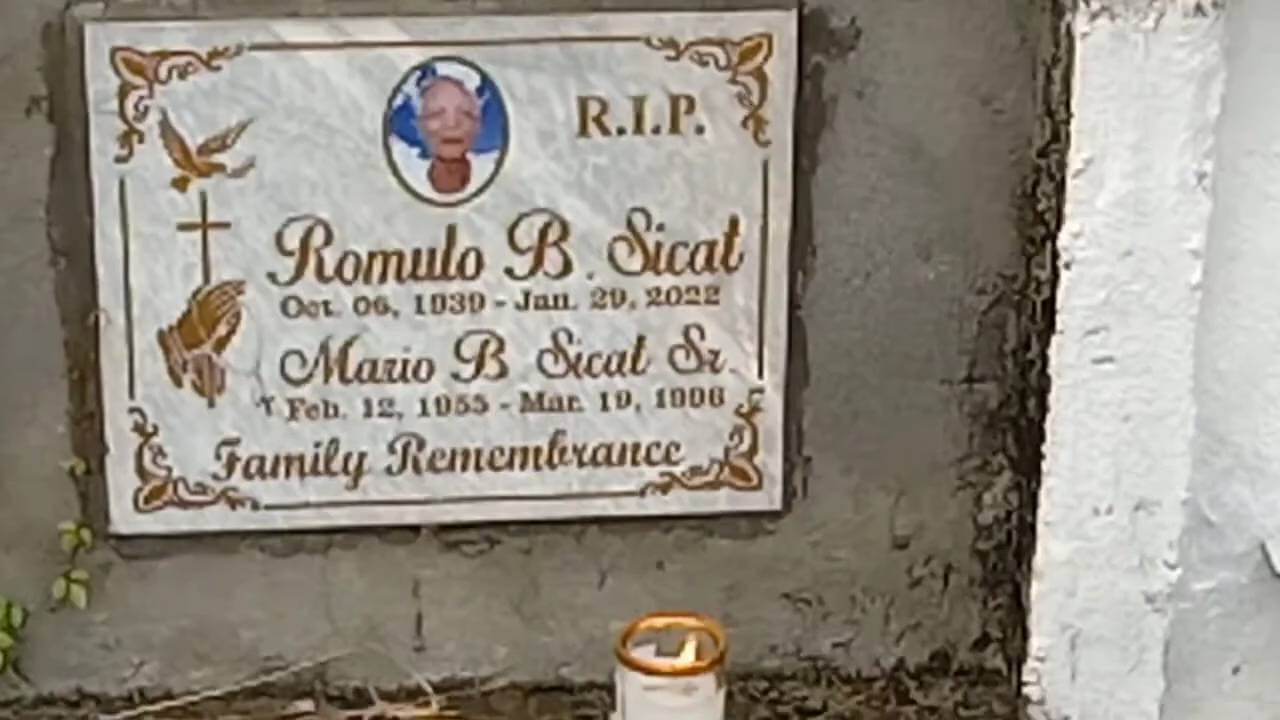 R.I.P.
Romulo B. Sicat
Oct. 06, 1939 - Jan. 29, 2022
Mario B Sicat Sr.
Feb. 12, 1955 - Mar. 19, 1996
Family Remembrance